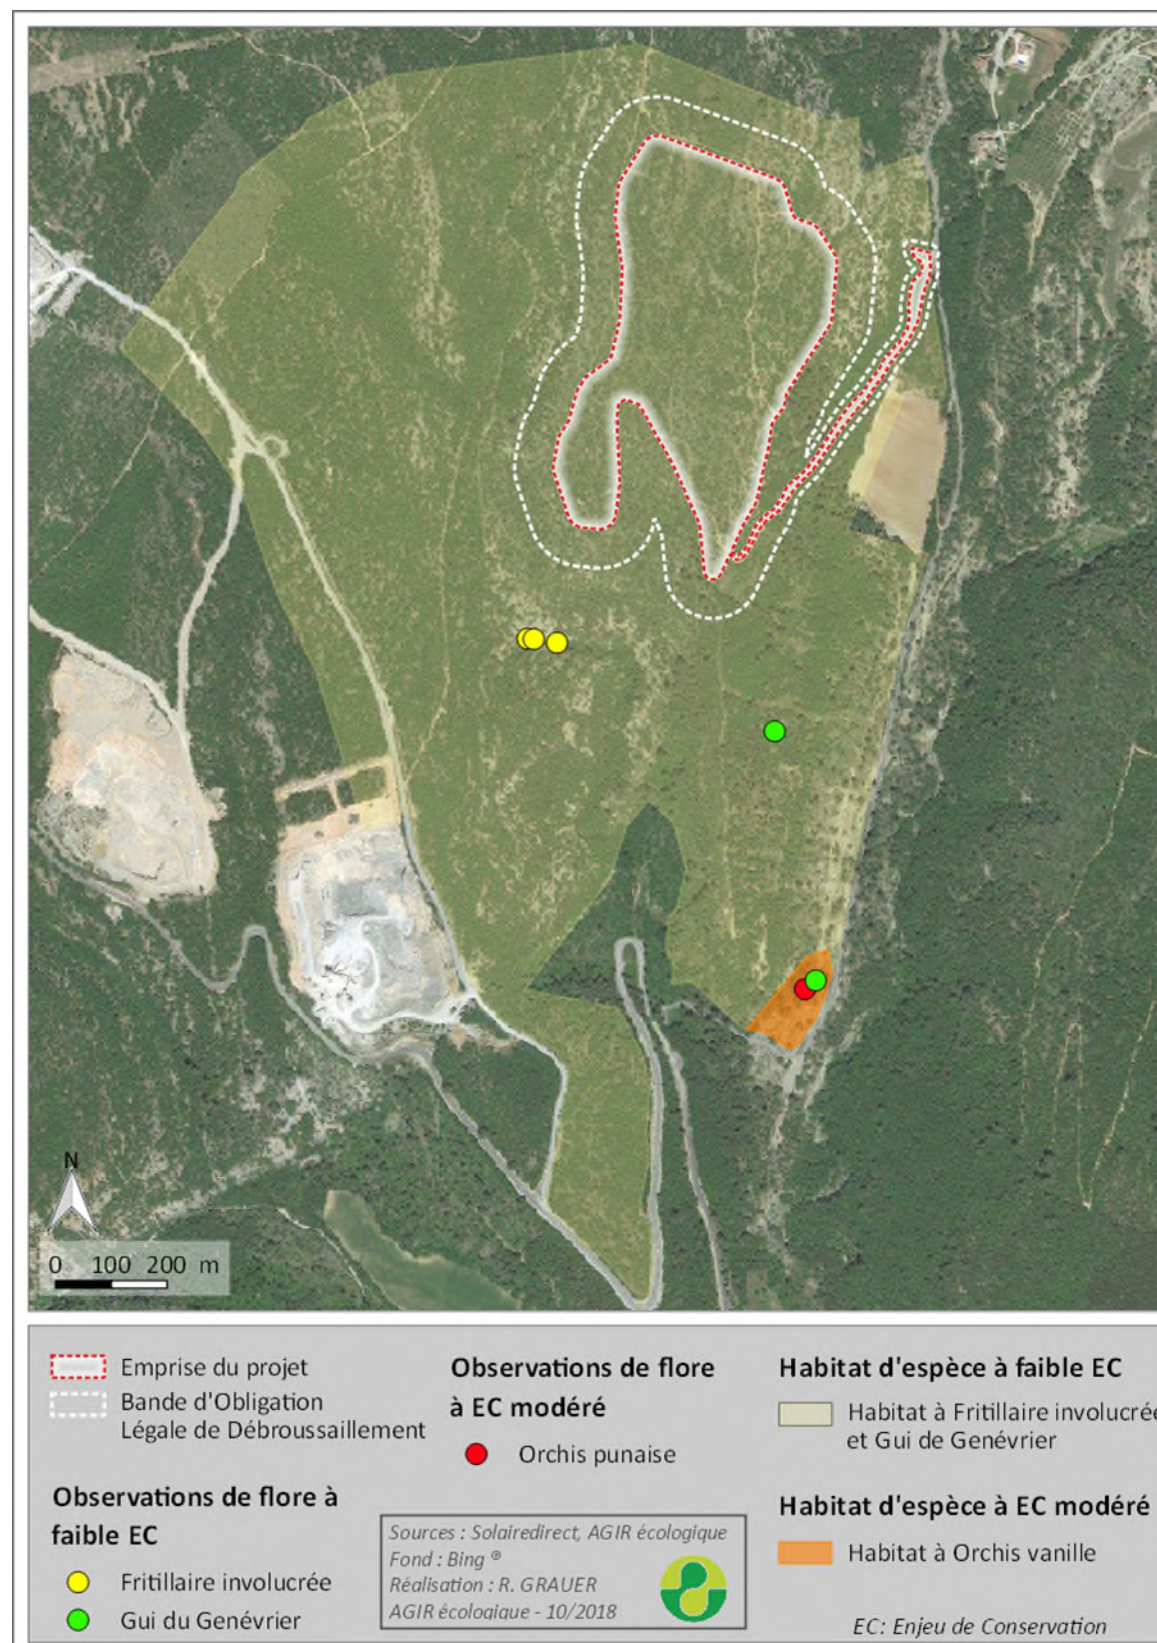 N
0 100 200 m
Emprise du projet
Bande d'Obligation
Légale de Débroussaillement
Observations de flore à
faible EC
Fritillaire involucrée
Gui du Genévrier
Observations de flore
à EC modéré
Orchis punaise
Sources : Solairedirect, AGIR écologique
Fond : Bing ®
Réalisation : R. GRAUER
AGIR écologique - 10/2018
Habitat d'espèce à faible EC
Habitat à Fritillaire involucrée
et Gui de Genévrier
Habitat d'espèce à EC modéré
Habitat à Orchis vanille
EC: Enjeu de Conservation